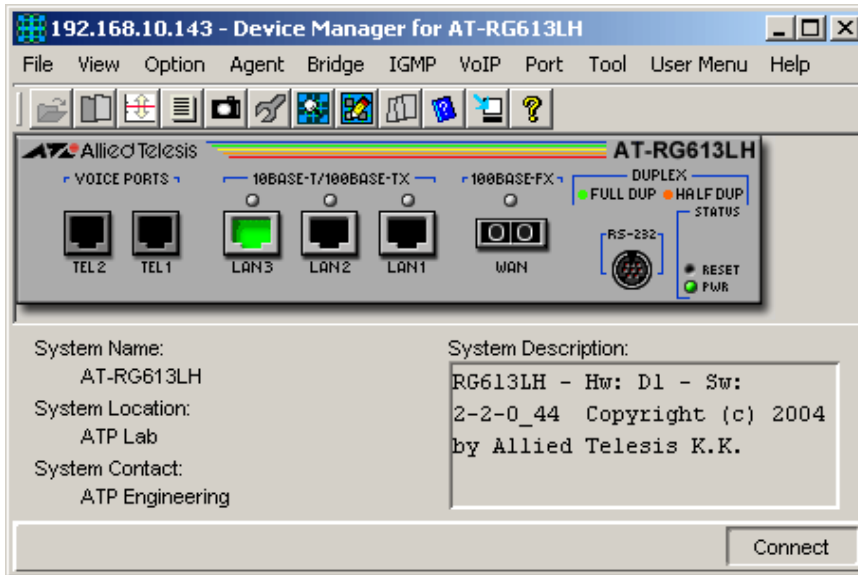 192.168.10.143 - Device Manager for AT-RG613LH
File View Option Agent Bridge IGMP VoIP Port Tool User Menu Help
Allied Telesis
AT-RG613LH
VOICE PORTS
10BASE-T/100BASE-TX
100BASE-FX
DUPLEX
FULL DUP HALF DUP
STATUS
RS-232
TEL2 TEL1 LAN3 LAN2 LAN1 WAN
RESET
PWR
System Name:
AT-RG613LH
System Location:
ATP Lab
System Contact:
ATP Engineering
System Description:
RG613LH - Hw: D1 - Sw:
2-2-0_44 Copyright (c) 2004
by Allied Telesis K.K.
Connect